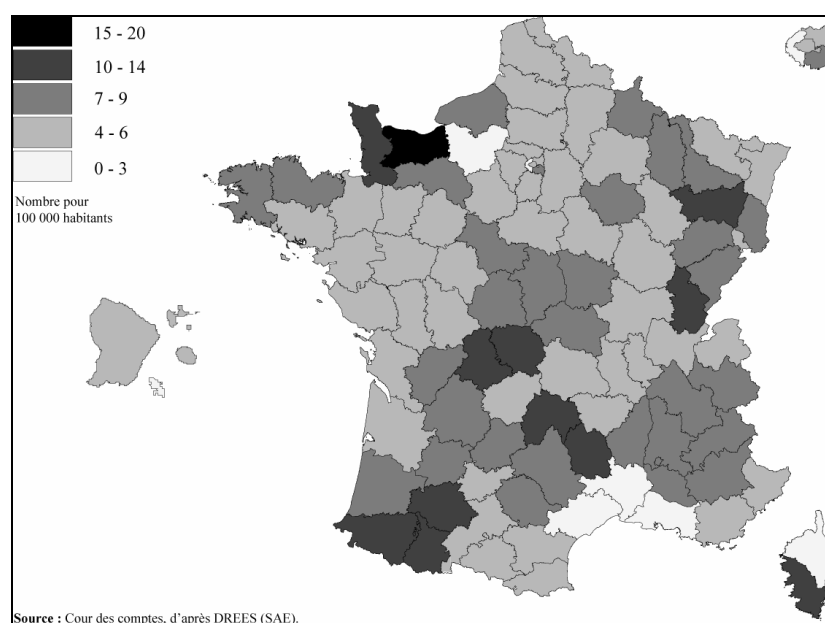 15 - 20
10 - 14
7 - 9
4 - 6
0 - 3
Nombre pour
100 000 habitants
Source : Cour des comptes, d'après DREES (SAE).